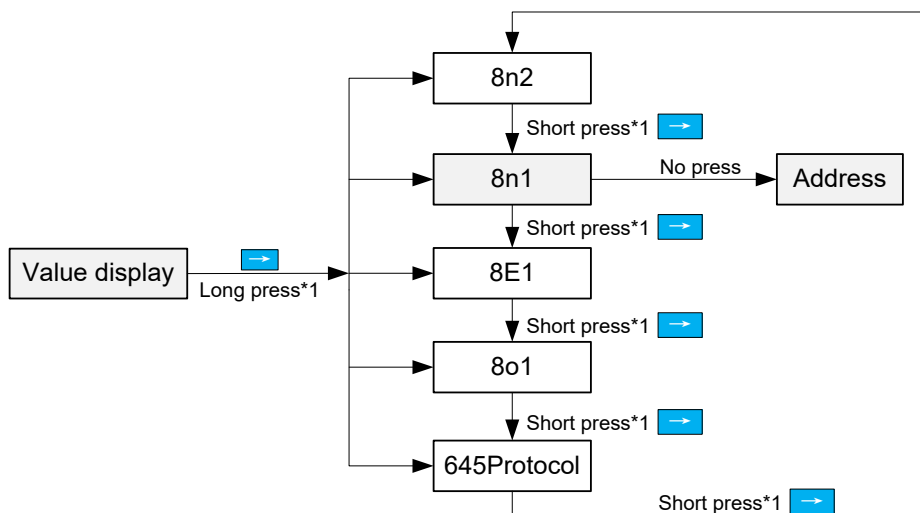 8n2
Short press*1 →
8n1
No press
Address
Short press*1 →
Value display
→
Long press*1
8E1
Short press*1 →
8o1
Short press*1 →
645Protocol
Short press*1 →